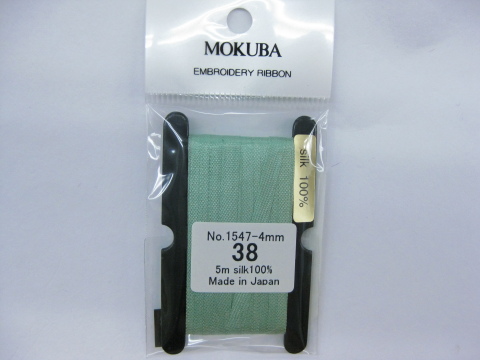 MOKUBA
EMBROIDERY RIBBON
silk 100%
No.1547-4mm
38
5m silk100%
Made in Japan